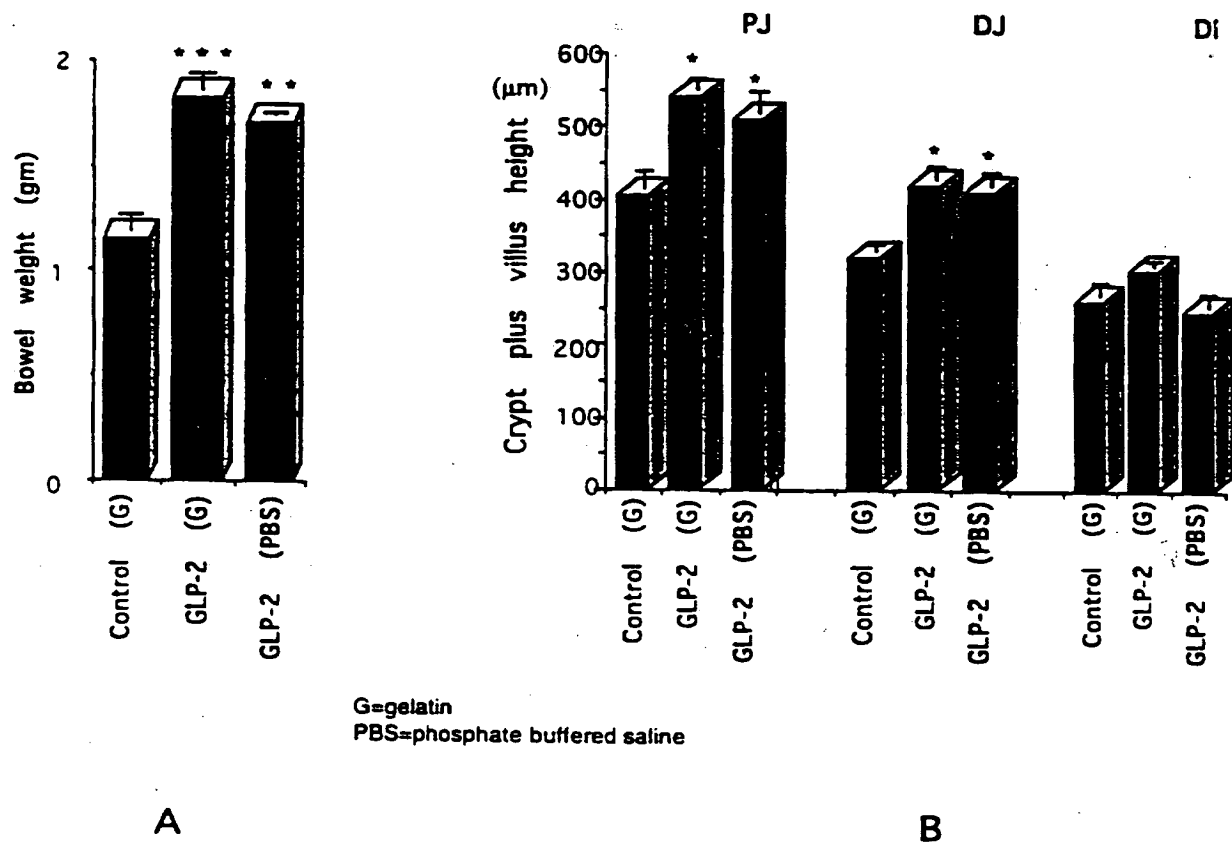 2
1
0
Bowel weight (gm)
* * *
* *
Control (G)
GLP-2 (G)
GLP-2 (PBS)
PJ
DJ
DI
600
500
400
300
200
100
0
(µm)
Crypt plus villus height
*
*
*
*
Control (G)
GLP-2 (G)
GLP-2 (PBS)
Control (G)
GLP-2 (G)
GLP-2 (PBS)
Control (G)
GLP-2 (G)
GLP-2 (PBS)
G=gelatin
PBS=phosphate buffered saline
A
B